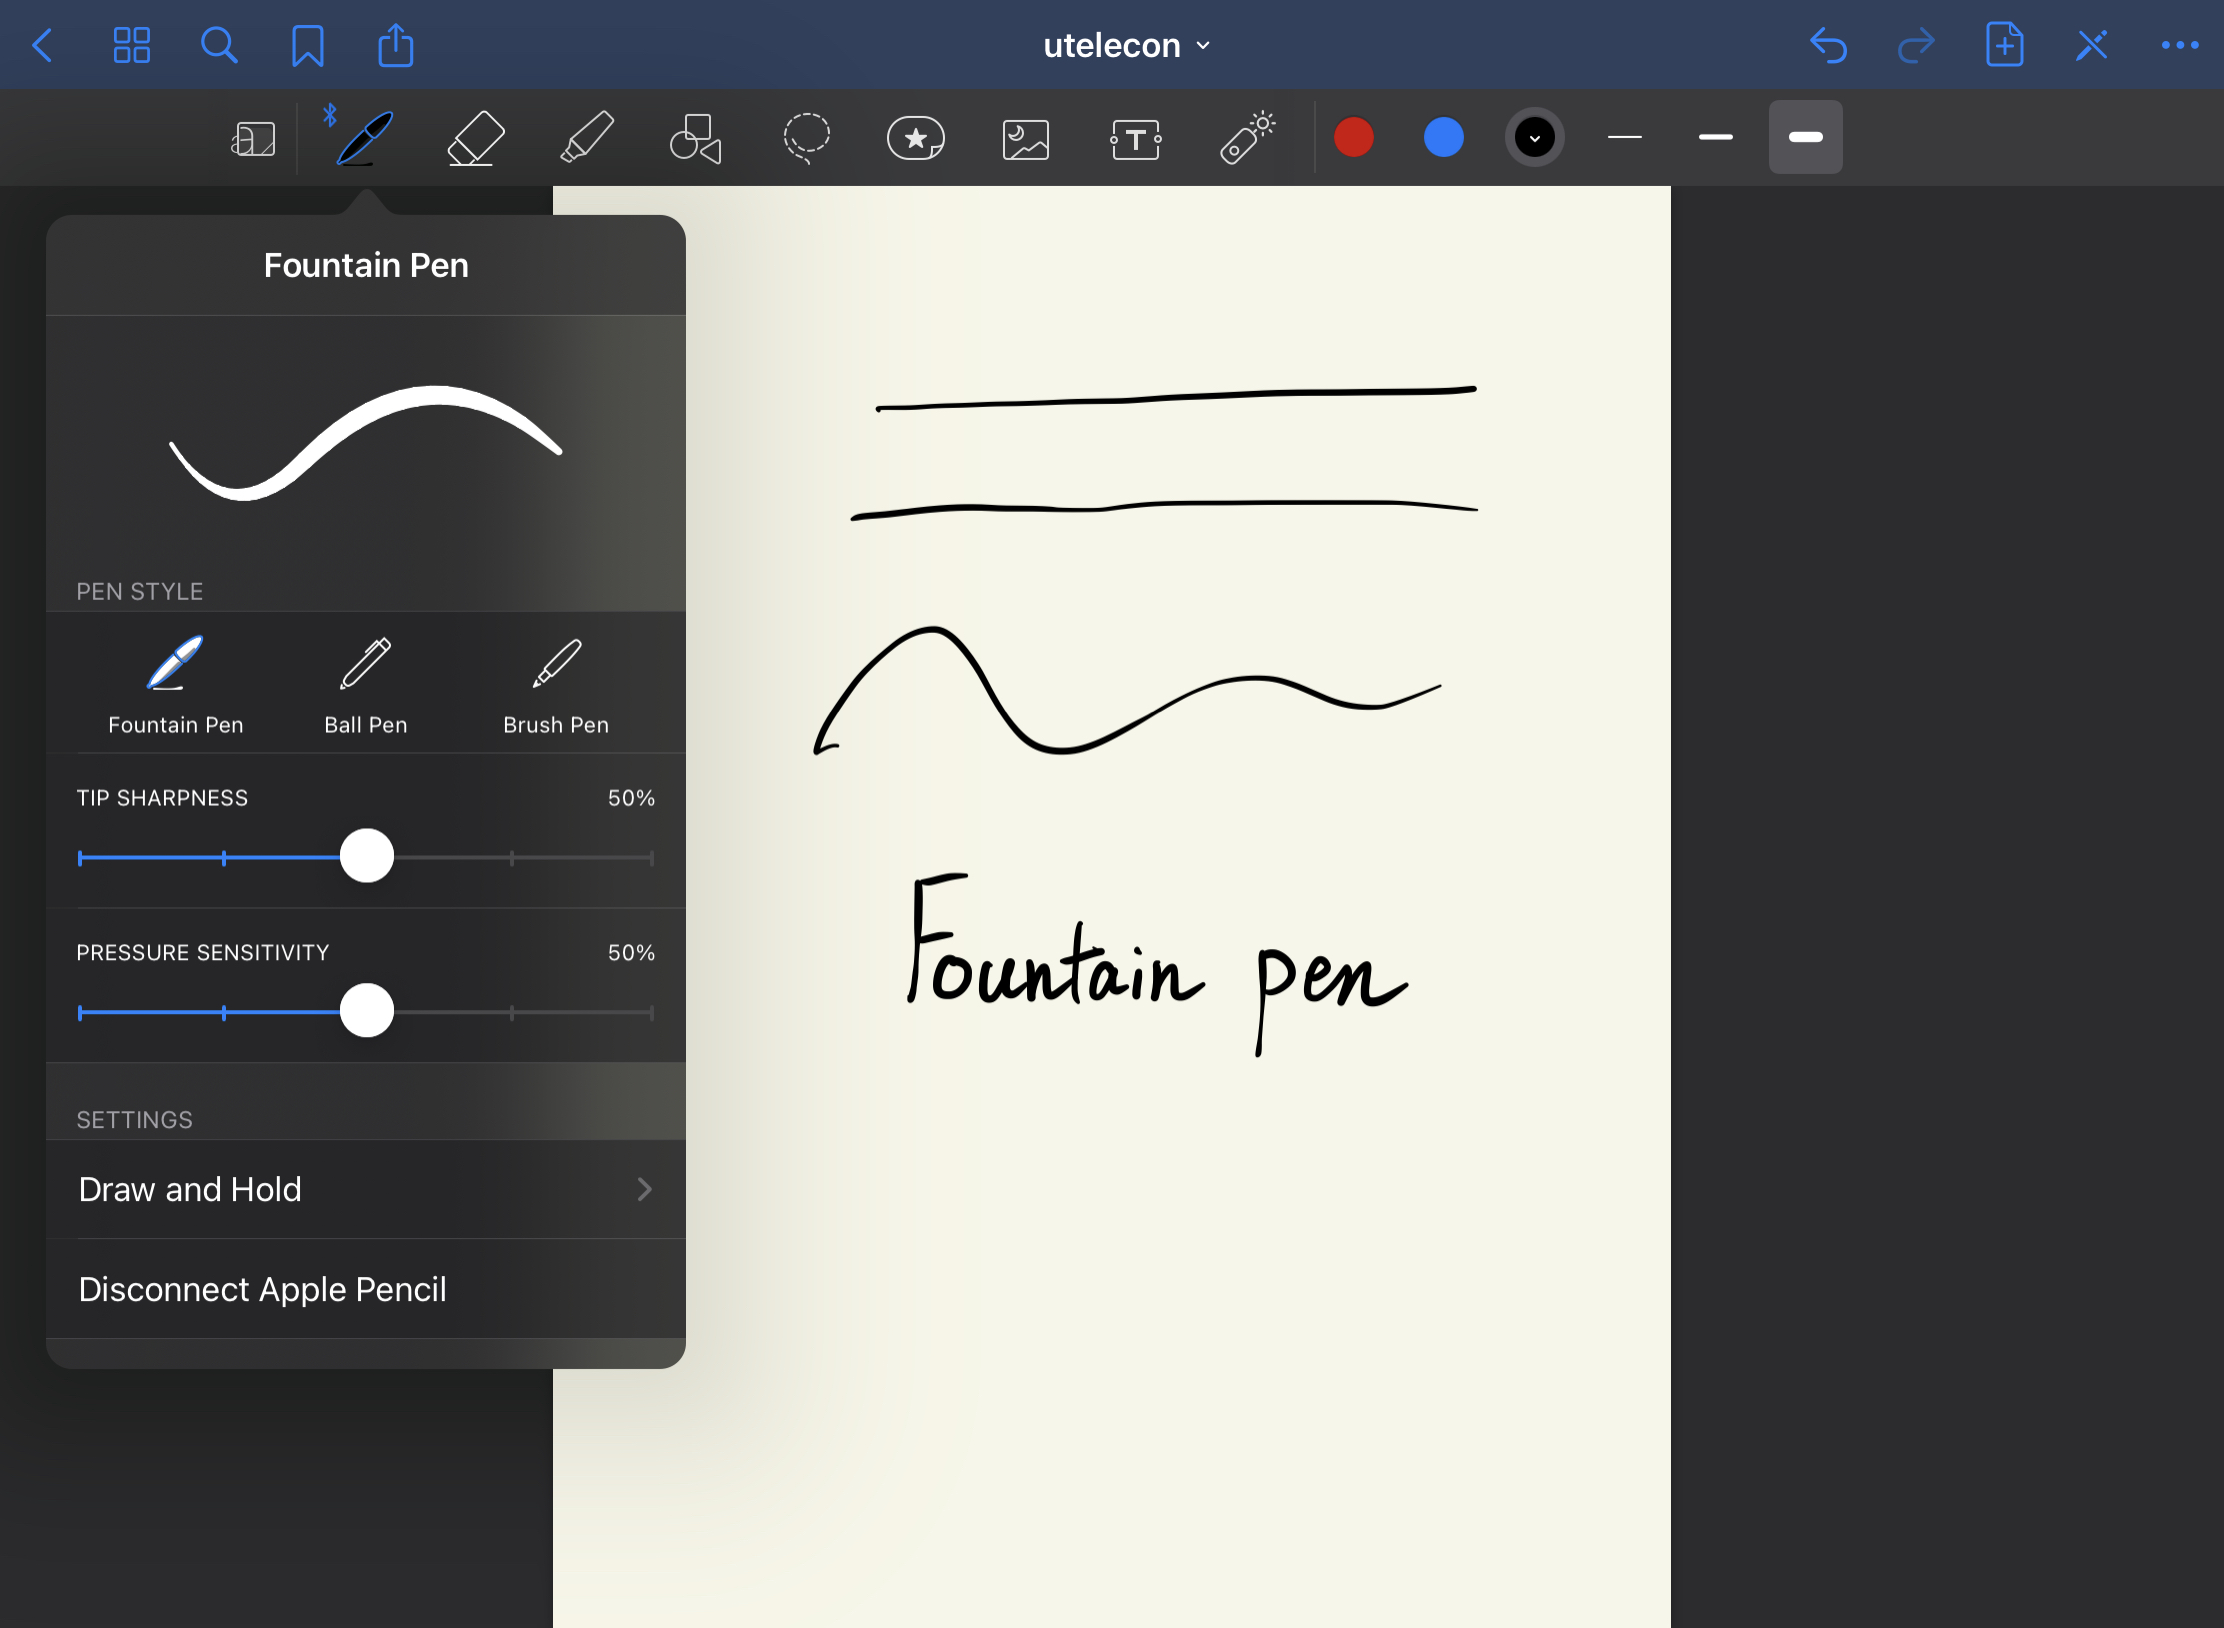 utelecon
Fountain Pen
PEN STYLE
Fountain Pen Ball Pen Brush Pen
TIP SHARPNESS 50%
PRESSURE SENSITIVITY 50%
SETTINGS
Draw and Hold
Disconnect Apple Pencil
Fountain pen